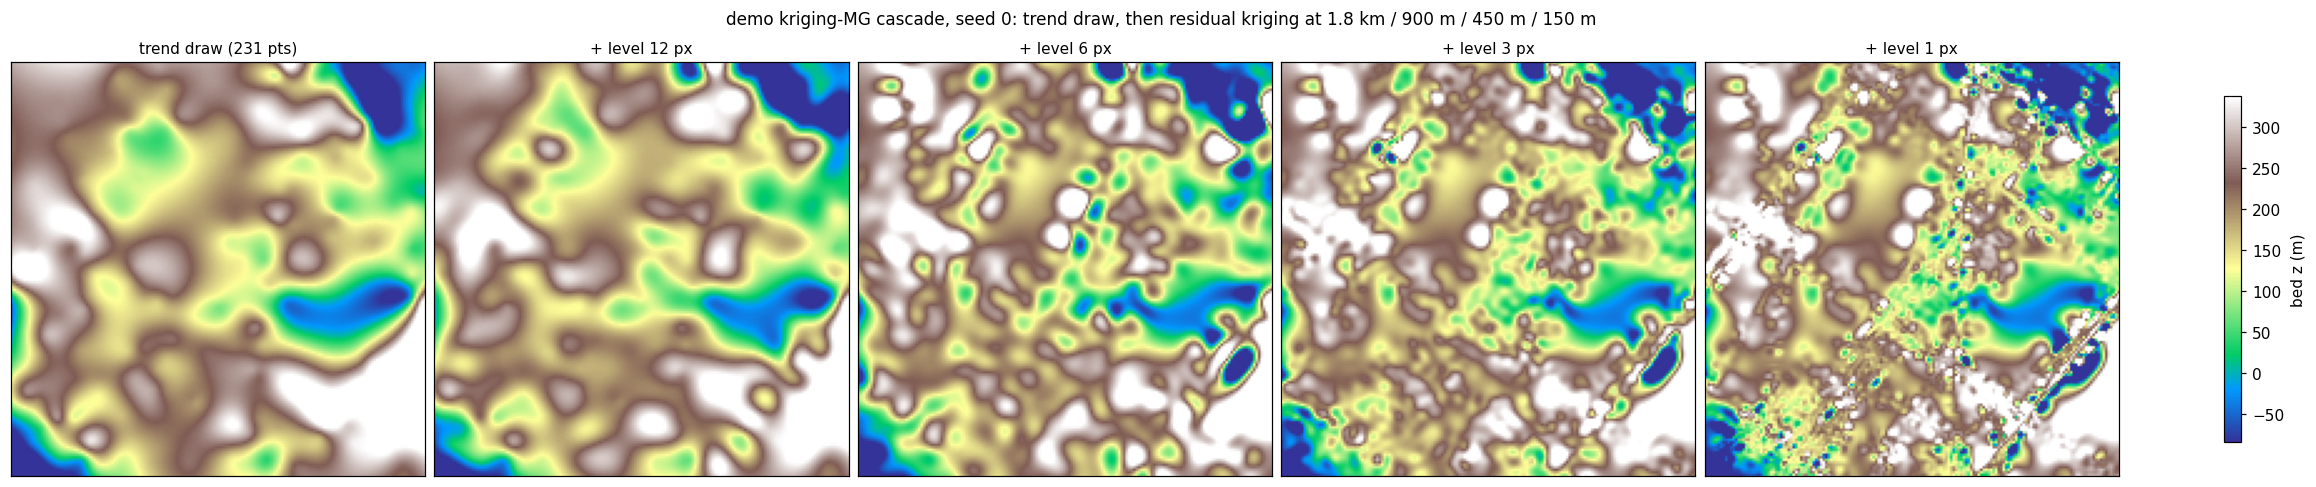 demo kriging-MG cascade, seed 0: trend draw, then residual kriging at 1.8 km / 900 m / 450 m / 150 m
trend draw (231 pts)
+ level 12 px
+ level 6 px
+ level 3 px
+ level 1 px
300
250
200
150
100
50
0
−50
bed z (m)